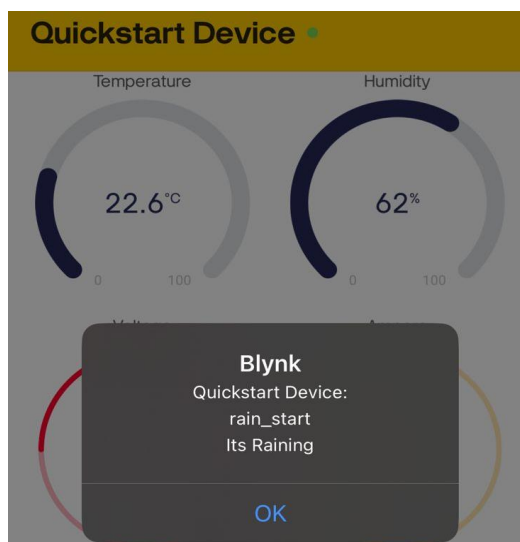 Quickstart Device
Temperature
Humidity
22.6°C
62%
0 100
0 100
Blynk
Quickstart Device:
rain_start
Its Raining
OK